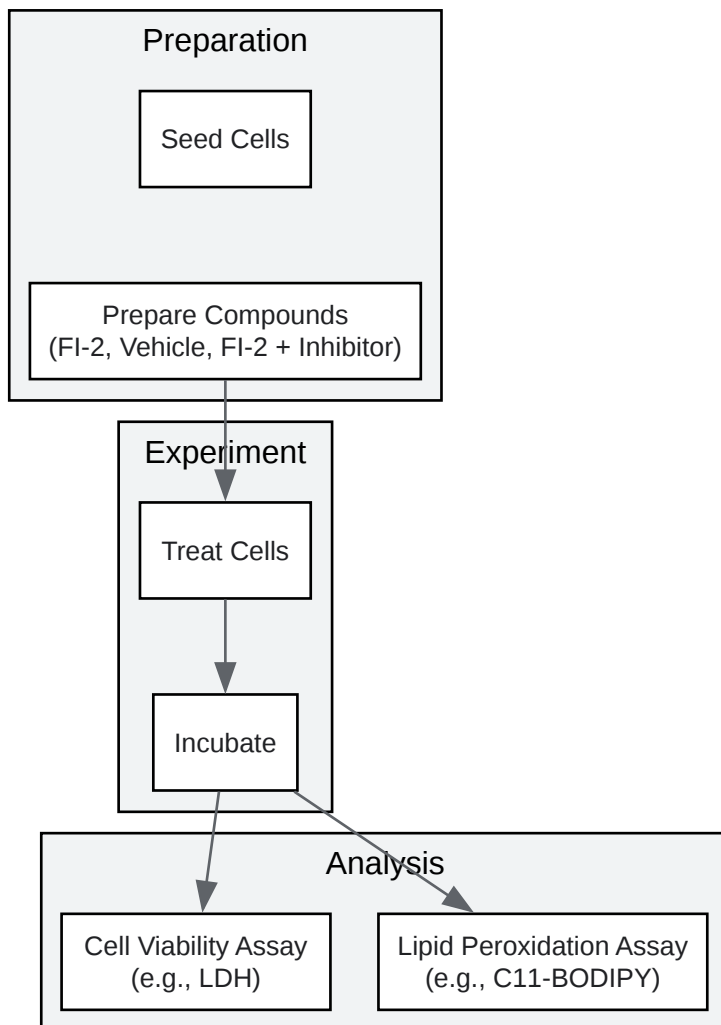 Preparation
Seed Cells
Prepare Compounds
(FI-2, Vehicle, FI-2 + Inhibitor)
Experiment
Treat Cells
Incubate
Analysis
Cell Viability Assay
(e.g., LDH)
Lipid Peroxidation Assay
(e.g., C11-BODIPY)